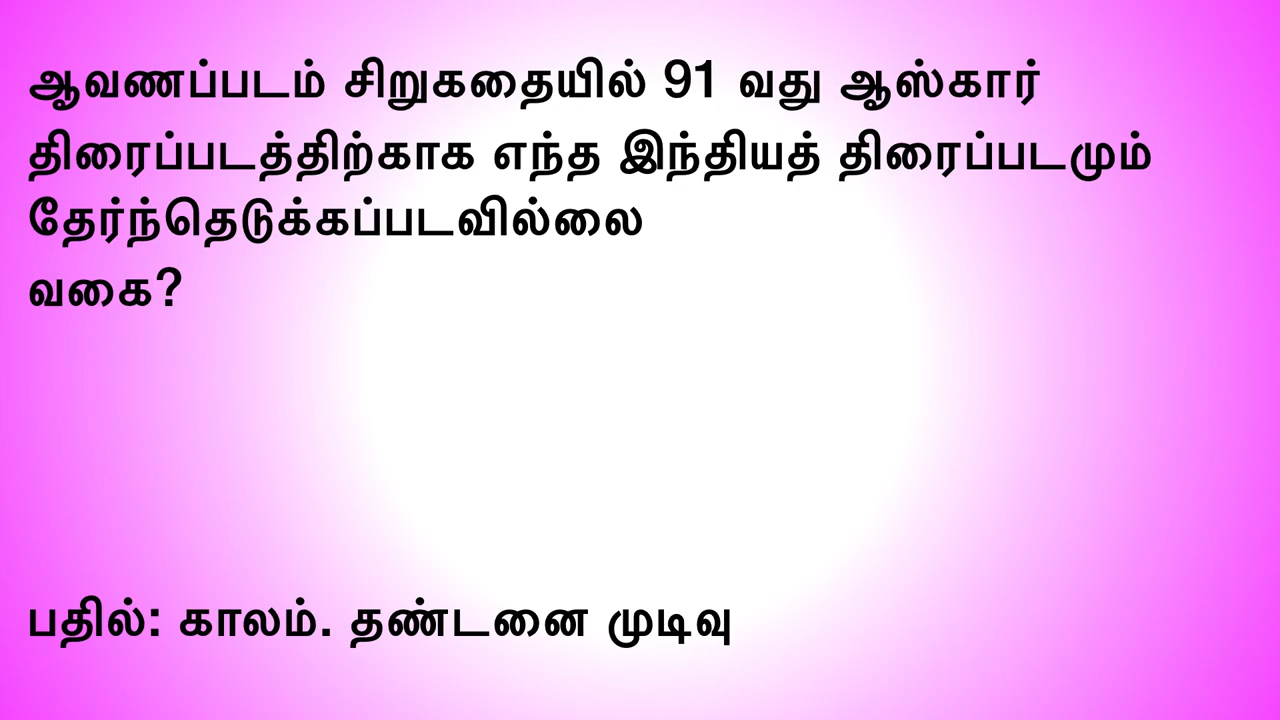 ஆவணப்படம் சிறுகதையில் 91 வது ஆஸ்கார்
திரைப்படத்திற்காக எந்த இந்தியத் திரைப்படமும்
தேர்ந்தெடுக்கப்படவில்லை
வகை?
பதில்: காலம். தண்டனை முடிவு